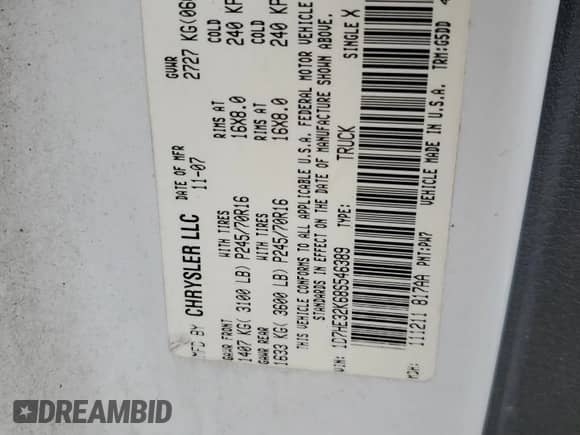 MFD BY CHRYSLER LLC
DATE OF MFR
11-07
GVWR
2727 KG(
GAWR FRONT
WITH TIRES
RIMS AT
COLD
1407 KG( 3100 LB) P245/70R16
16X8.0
240
GAWR REAR
WITH TIRES
RIMS AT
COLD
1633 KG( 3600 LB) P245/70R16
16X8.0
240
THIS VEHICLE CONFORMS TO ALL APPLICABLE U.S.A. FEDERAL MOTOR VEHICLE
STANDARDS IN EFFECT ON THE DATE OF MANUFACTURE SHOWN ABOVE.
VIN: 1D7HE32K68S546389
TYPE: TRUCK
SINGLE X
MDH: 111211 817AA
PNT:PW7
VEHICLE MADE IN U.S.A.
TRM:G5DD
DREAMBID